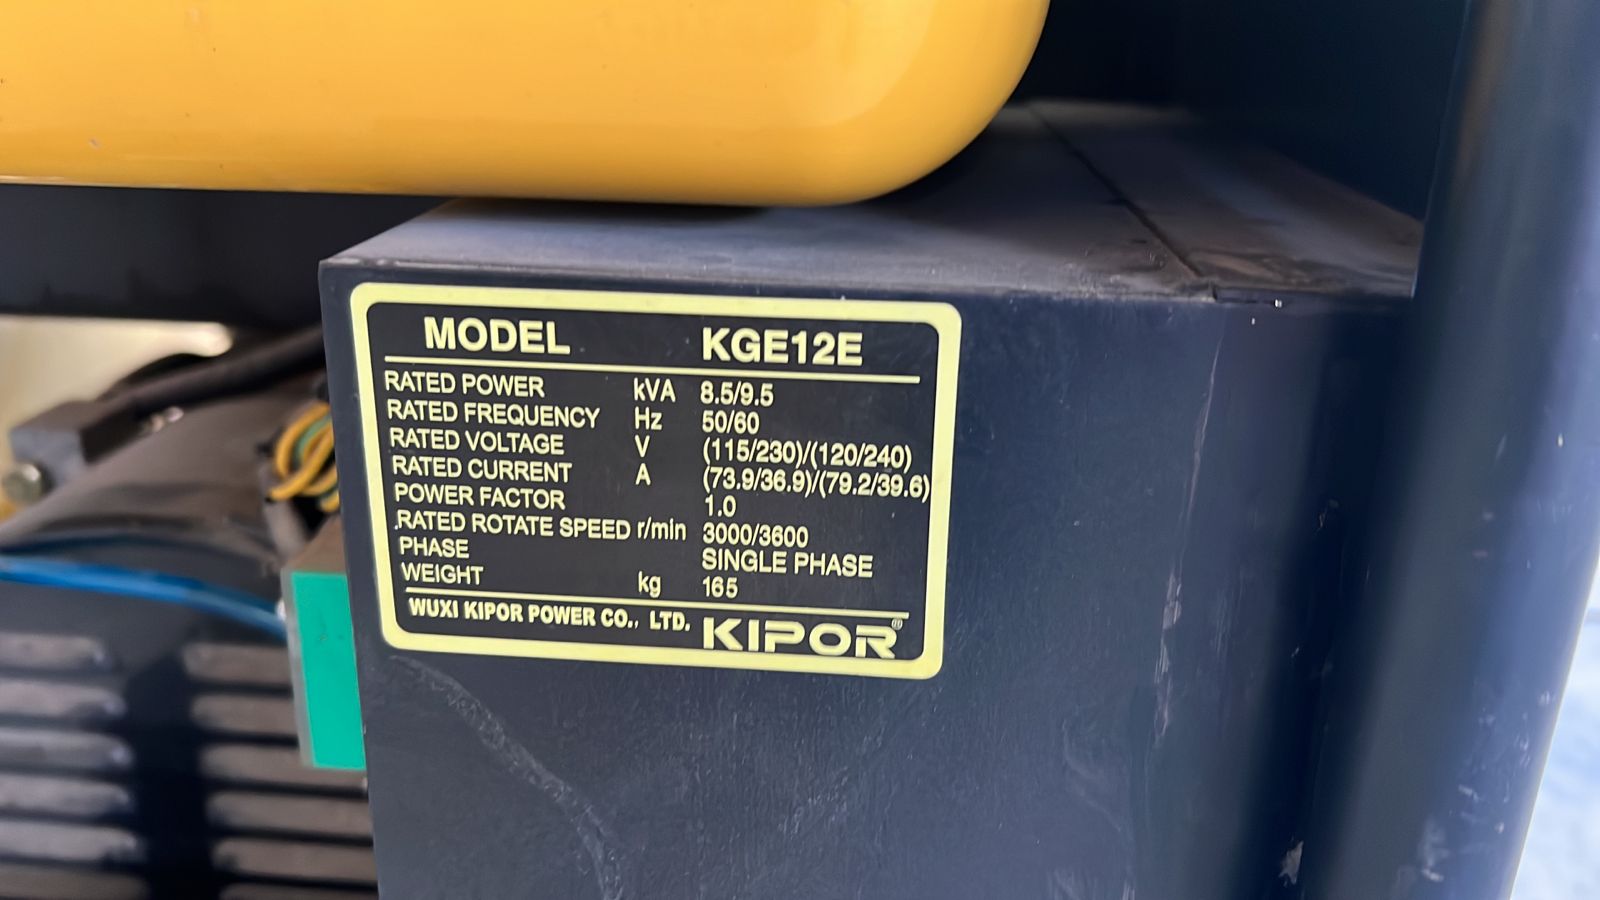 MODEL KGE12E
RATED POWER kVA 8.5/9.5
RATED FREQUENCY Hz 50/60
RATED VOLTAGE V (115/230)/(120/240)
RATED CURRENT A (73.9/36.9)/(79.2/39.6)
POWER FACTOR 1.0
RATED ROTATE SPEED r/min 3000/3600
PHASE SINGLE PHASE
WEIGHT kg 165
WUXI KIPOR POWER CO., LTD. KIPOR®